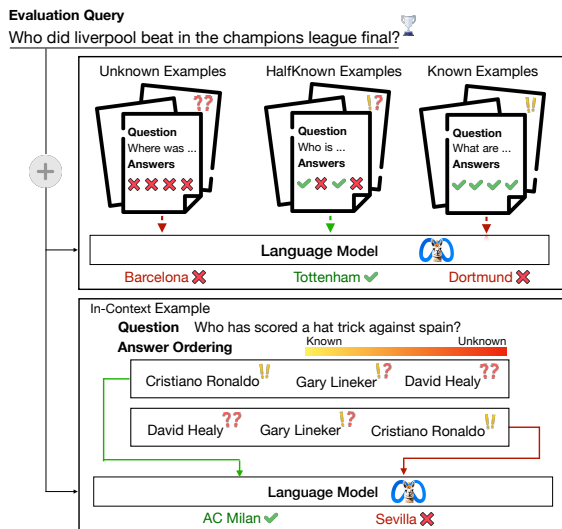 Evaluation Query
Who did liverpool beat in the champions league final?
Unknown Examples HalfKnown Examples Known Examples
?? !? !!
Question Question Question
Where was ... Who is ... What are ...
Answers Answers Answers
Language Model
Barcelona Tottenham Dortmund
In-Context Example
Question Who has scored a hat trick against spain?
Answer Ordering Known Unknown
Cristiano Ronaldo!! Gary Lineker!? David Healy??
David Healy?? Gary Lineker!? Cristiano Ronaldo!!
Language Model
AC Milan Sevilla